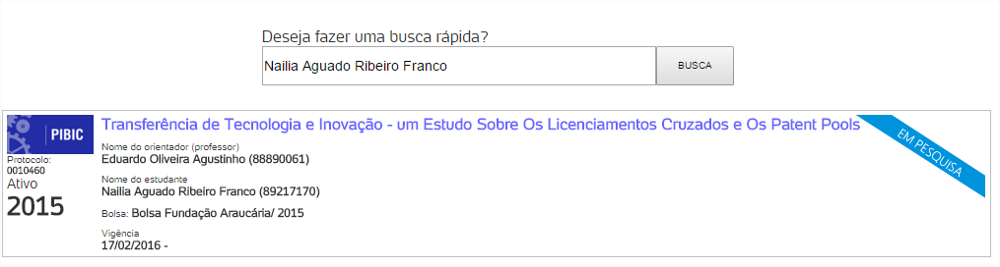 Deseja fazer uma busca rápida?
Nailia Aguado Ribeiro Franco
BUSCA
PIBIC
Protocolo:
0010460
Ativo
2015
Transferência de Tecnologia e Inovação - um Estudo Sobre Os Licenciamentos Cruzados e Os Patent Pools
EM PESQUISA
Nome do orientador (professor)
Eduardo Oliveira Agustinho (88890061)
Nome do estudante
Nailia Aguado Ribeiro Franco (89217170)
Bolsa: Bolsa Fundação Araucária/ 2015
Vigência
17/02/2016 -